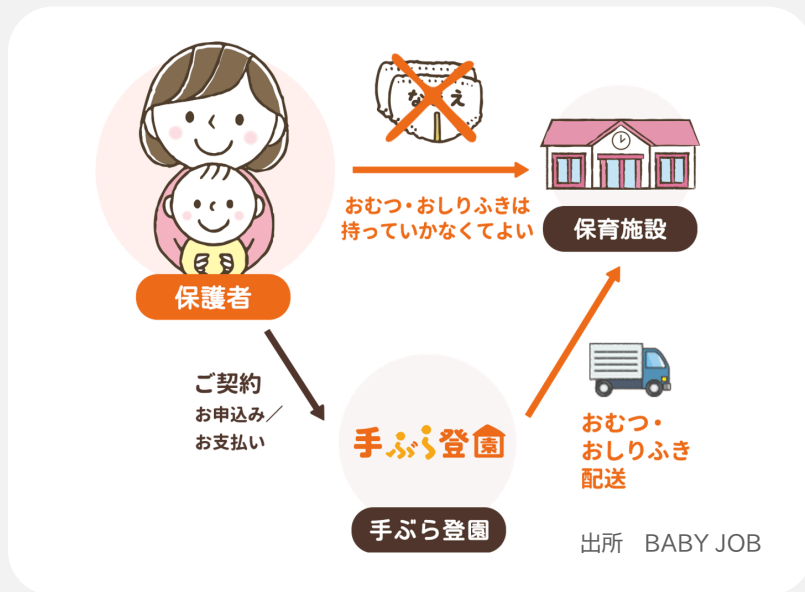 な え
おむつ・おしりふきは
持っていかなくてよい
保育施設
保護者
ご契約
お申込み／
お支払い
手ぶら登園
手ぶら登園
おむつ・
おしりふき
配送
出所　BABY JOB